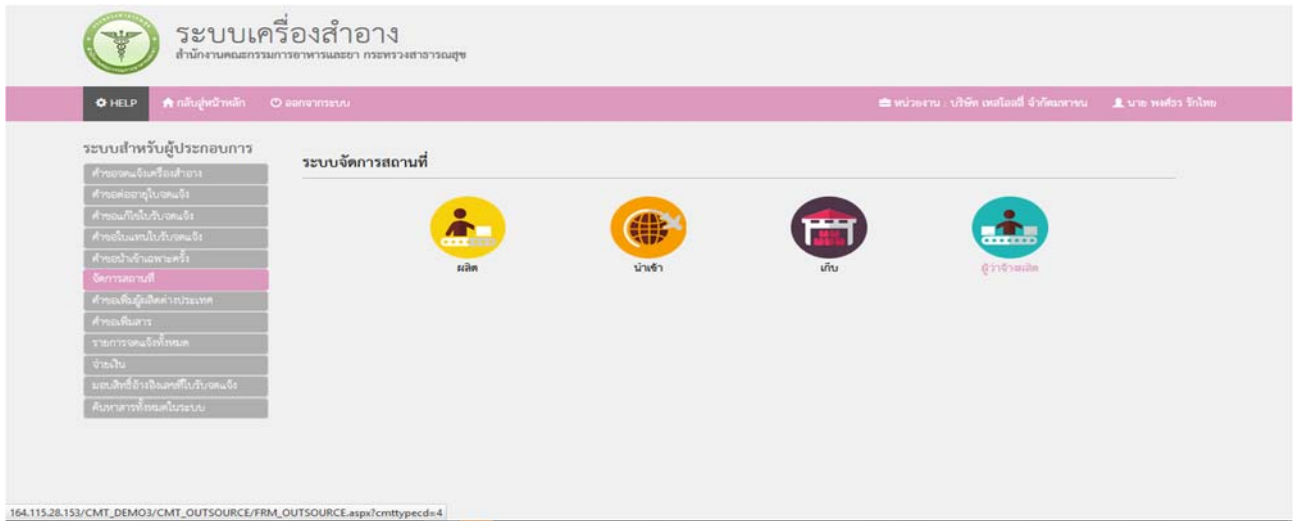 ระบบเครื่องสำอาง
สำนักงานคณะกรรมการอาหารและยา กระทรวงสาธารณสุข
HELP กลับสู่หน้าหลัก ออกจากระบบ หน่วยงาน : บริษัท เทสโอสถี จำกัดมหาชน นาย พงศ์อร รักไทย
ระบบสำหรับผู้ประกอบการ
ระบบจัดการสถานที่
คำขอจดแจ้งเครื่องสำอาง
คำขอต่ออายุใบจดแจ้ง
คำขอแก้ไขใบรับจดแจ้ง
คำขอใบแทนใบรับจดแจ้ง
คำขอนำเข้าเฉพาะครั้ง
จัดการสถานที่
คำขอเพิ่มผู้ผลิตต่างประเทศ
คำขอเพิ่มสาร
รายการจดแจ้งทั้งหมด
จ่ายเงิน
มอบสิทธิ์อ้างอิงเลขที่ใบรับจดแจ้ง
ค้นหาสารทั้งหมดในระบบ
ผลิต นำเข้า เก็บ ผู้ว่าจ้างผลิต
164.115.28.153/CMT_DEMO3/CMT_OUTSOURCE/FRM_OUTSOURCE.aspx?cmttypecd=4